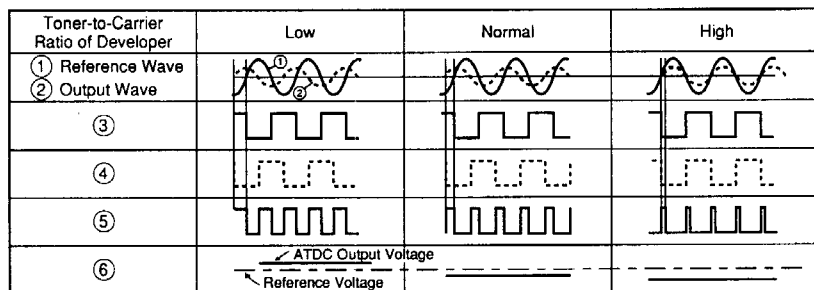 Toner-to-Carrier
Ratio of Developer
Low
Normal
High
① Reference Wave
② Output Wave
①
②
③
④
⑤
⑥
ATDC Output Voltage
Reference Voltage